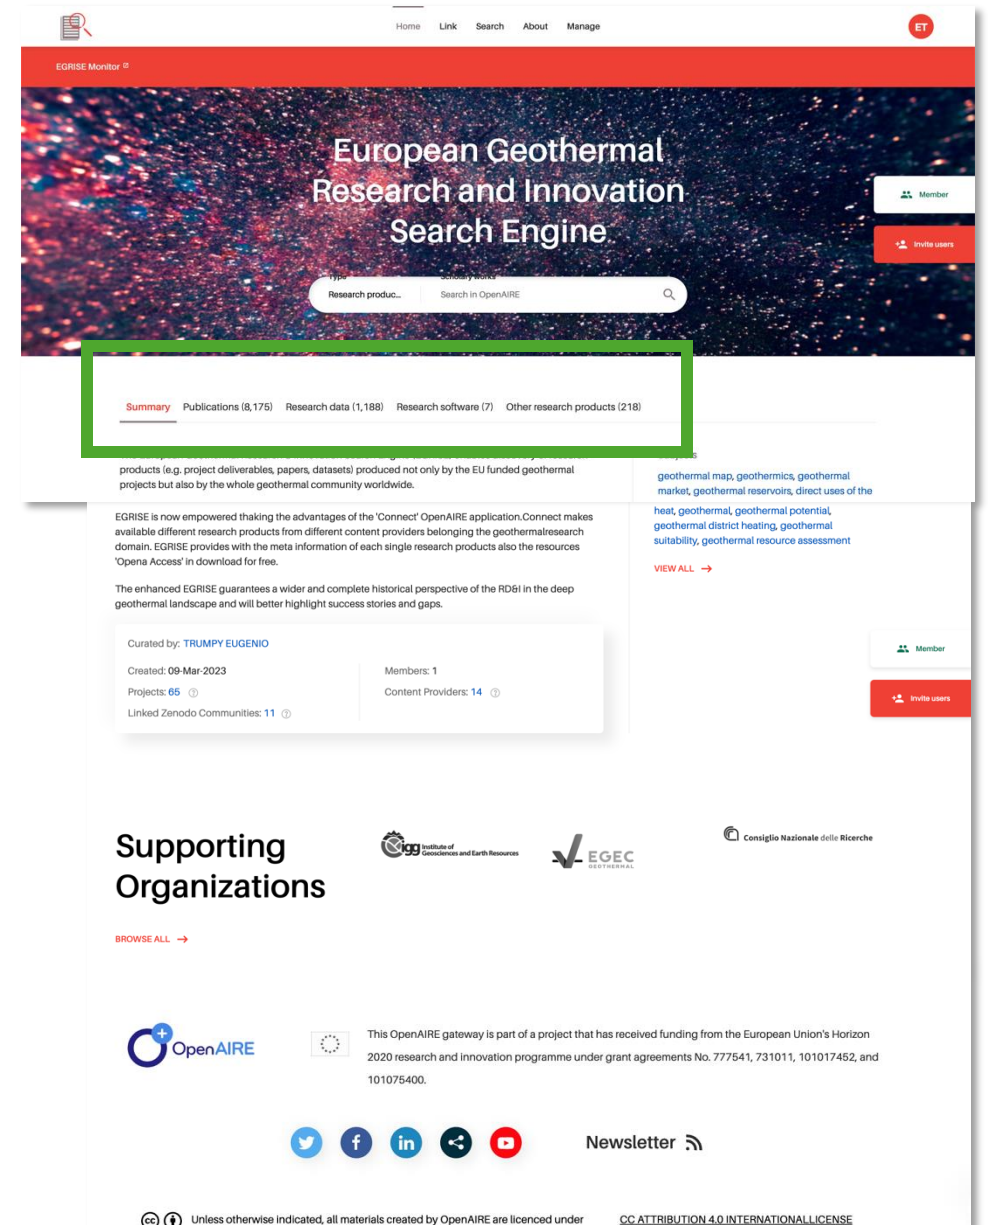 Home Link Search About Manage
ET
EGRISE Monitor
European Geothermal
Research and Innovation
Search Engine
Member
Invite users
Type Scholary works
Research produc... Search in OpenAIRE
Summary Publications (8,175) Research data (1,188) Research software (7) Other research products (218)
products (e.g. project deliverables, papers, datasets) produced not only by the EU funded geothermal
projects but also by the whole geothermal community worldwide.
geothermal map, geothermics, geothermal
market, geothermal reservoirs, direct uses of the
heat, geothermal, geothermal potential,
geothermal district heating, geothermal
suitability, geothermal resource assessment
VIEW ALL →
EGRISE is now empowered thaking the advantages of the 'Connect' OpenAIRE application.Connect makes
available different research products from different content providers belonging the geothermalresearch
domain. EGRISE provides with the meta information of each single research products also the resources
'Opena Access' in download for free.
The enhanced EGRISE guarantees a wider and complete historical perspective of the RD&I in the deep
geothermal landscape and will better highlight success stories and gaps.
Curated by: TRUMPY EUGENIO
Created: 09-Mar-2023 Members: 1
Projects: 65 Content Providers: 14
Linked Zenodo Communities: 11
Member
Invite users
Supporting
Organizations
igg Institute of
Geosciences and Earth Resources
EGEC
GEOTHERMAL
Consiglio Nazionale delle Ricerche
BROWSE ALL →
OpenAIRE
This OpenAIRE gateway is part of a project that has received funding from the European Union's Horizon
2020 research and innovation programme under grant agreements No. 777541, 731011, 101017452, and
101075400.
Newsletter
Unless otherwise indicated, all materials created by OpenAIRE are licenced under CC ATTRIBUTION 4.0 INTERNATIONALLICENSE